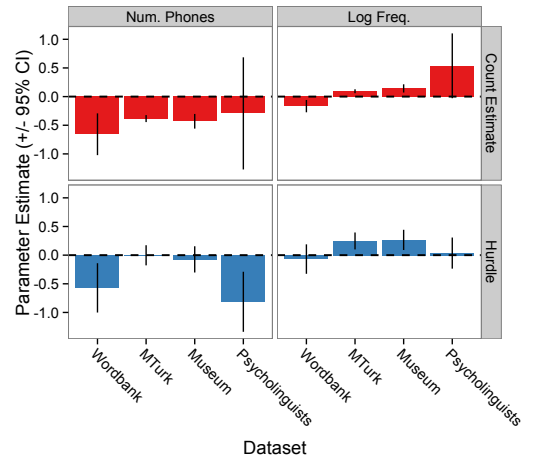 Num. Phones
Log Freq.
Parameter Estimate (+/- 95% CI)
1.0
0.5
0.0
-0.5
-1.0
Count Estimate
1.0
0.5
0.0
-0.5
-1.0
Hurdle
Wordbank
MTurk
Museum
Psycholinguists
Wordbank
MTurk
Museum
Psycholinguists
Dataset